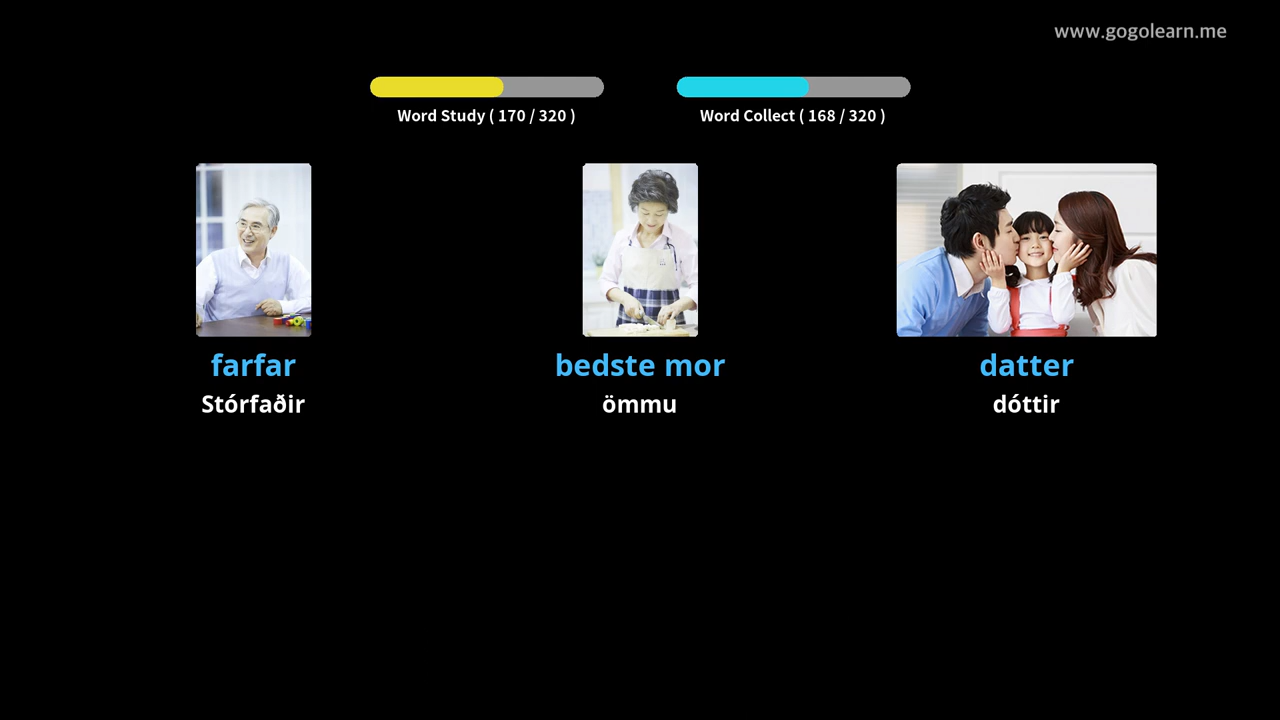 www.gogolearn.me
Word Study ( 170 / 320 )
Word Collect ( 168 / 320 )
farfar
bedste mor
datter
Stórfaðir
ömmu
dóttir